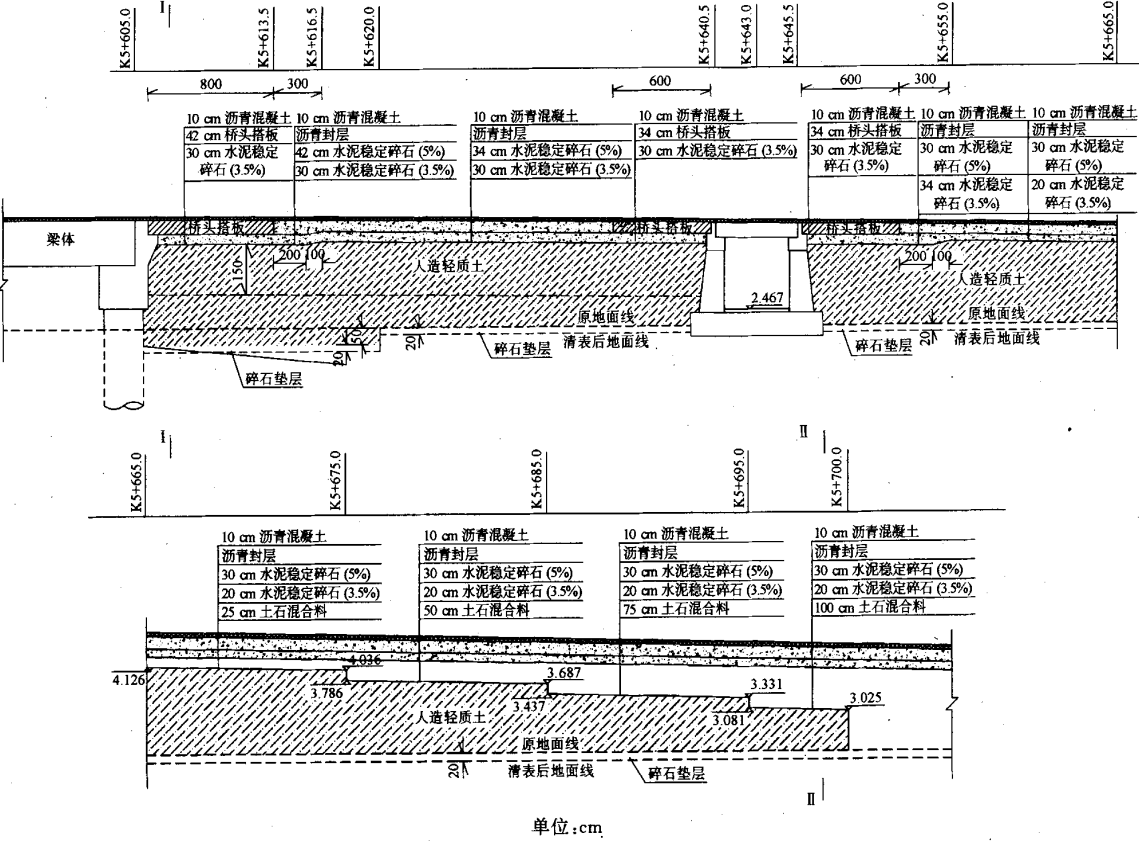 I
K5+605.0
K5+613.5
K5+616.5
K5+620.0
K5+640.5
K5+643.0
K5+645.5
K5+655.0
K5+665.0
800
300
600
600
300
10 cm 沥青混凝土
42 cm 桥头搭板
30 cm 水泥稳定
碎石(3.5%)
10 cm 沥青混凝土
沥青封层
42 cm 水泥稳定碎石(5%)
30 cm 水泥稳定碎石(3.5%)
10 cm 沥青混凝土
沥青封层
34 cm 水泥稳定碎石(5%)
30 cm 水泥稳定碎石(3.5%)
10 cm 沥青混凝土
34 cm 桥头搭板
30 cm 水泥稳定碎石(3.5%)
10 cm 沥青混凝土
34 cm 桥头搭板
30 cm 水泥稳定
碎石(3.5%)
10 cm 沥青混凝土
沥青封层
30 cm 水泥稳定
碎石(5%)
34 cm 水泥稳定
碎石(3.5%)
10 cm 沥青混凝土
沥青封层
30 cm 水泥稳定
碎石(5%)
20 cm 水泥稳定
碎石(3.5%)
梁体
桥头搭板
桥头搭板
桥头搭板
200
100
150
人造轻质土
200
100
人造轻质土
2.467
原地面线
原地面线
50
20
20
碎石垫层
清表后地面线
碎石垫层
20
清表后地面线
碎石垫层
I
II
K5+665.0
K5+675.0
K5+685.0
K5+695.0
K5+700.0
10 cm 沥青混凝土
沥青封层
30 cm 水泥稳定碎石(5%)
20 cm 水泥稳定碎石(3.5%)
25 cm 土石混合料
10 cm 沥青混凝土
沥青封层
30 cm 水泥稳定碎石(5%)
20 cm 水泥稳定碎石(3.5%)
50 cm 土石混合料
10 cm 沥青混凝土
沥青封层
30 cm 水泥稳定碎石(5%)
20 cm 水泥稳定碎石(3.5%)
75 cm 土石混合料
10 cm 沥青混凝土
沥青封层
30 cm 水泥稳定碎石(5%)
20 cm 水泥稳定碎石(3.5%)
100 cm 土石混合料
4.126
4.036
3.786
3.687
3.437
3.331
3.081
3.025
人造轻质土
原地面线
20
清表后地面线
碎石垫层
II
单位:cm